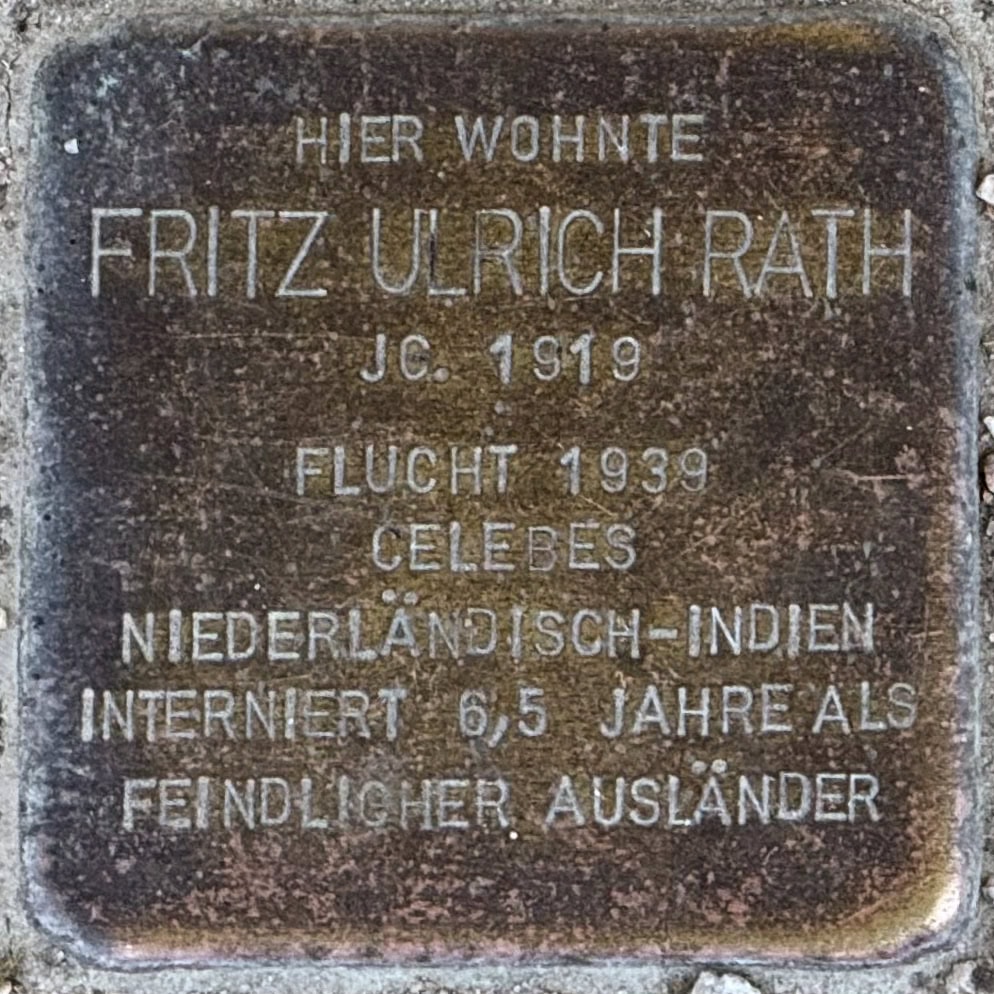 HIER WOHNTE
FRITZ ULRICH RATH
JG. 1919
FLUCHT 1939
CELEBES
NIEDERLÄNDISCH-INDIEN
INTERNIERT 6,5 JAHRE ALS
FEINDLICHER AUSLÄNDER